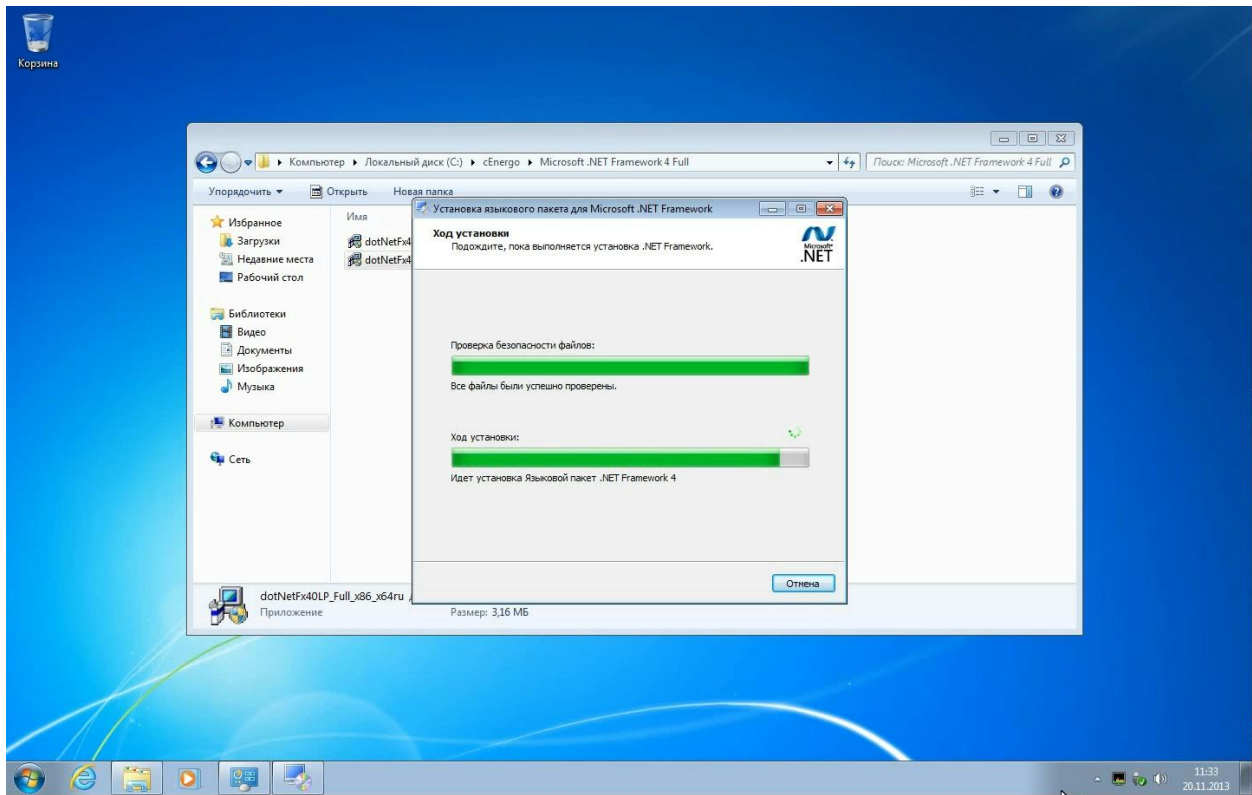 Корзина
Компьютер ▸ Локальный диск (C:) ▸ cEnergo ▸ Microsoft .NET Framework 4 Full
Поиск: Microsoft .NET Framework 4 Full
Упорядочить
Открыть
Новая папка
Избранное
Загрузки
Недавние места
Рабочий стол
Библиотеки
Видео
Документы
Изображения
Музыка
Компьютер
Сеть
Имя
dotNetFx4
dotNetFx4
Установка языкового пакета для Microsoft .NET Framework
Ход установки
Подождите, пока выполняется установка .NET Framework.
Microsoft
.NET
Проверка безопасности файлов:
Все файлы были успешно проверены.
Ход установки:
Идет установка Языковой пакет .NET Framework 4
Отмена
dotNetFx40LP_Full_x86_x64ru
Приложение
Размер: 3,16 МБ
11:33
20.11.2013